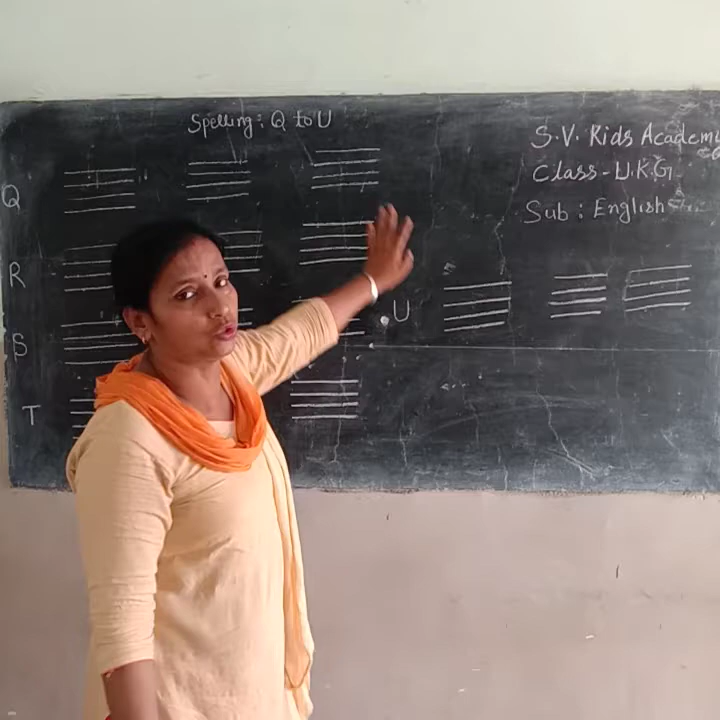 Spelling: Q to U
S.V. Kids Academy
Class-U.K.G
Sub : English
Q
R
S
T
U